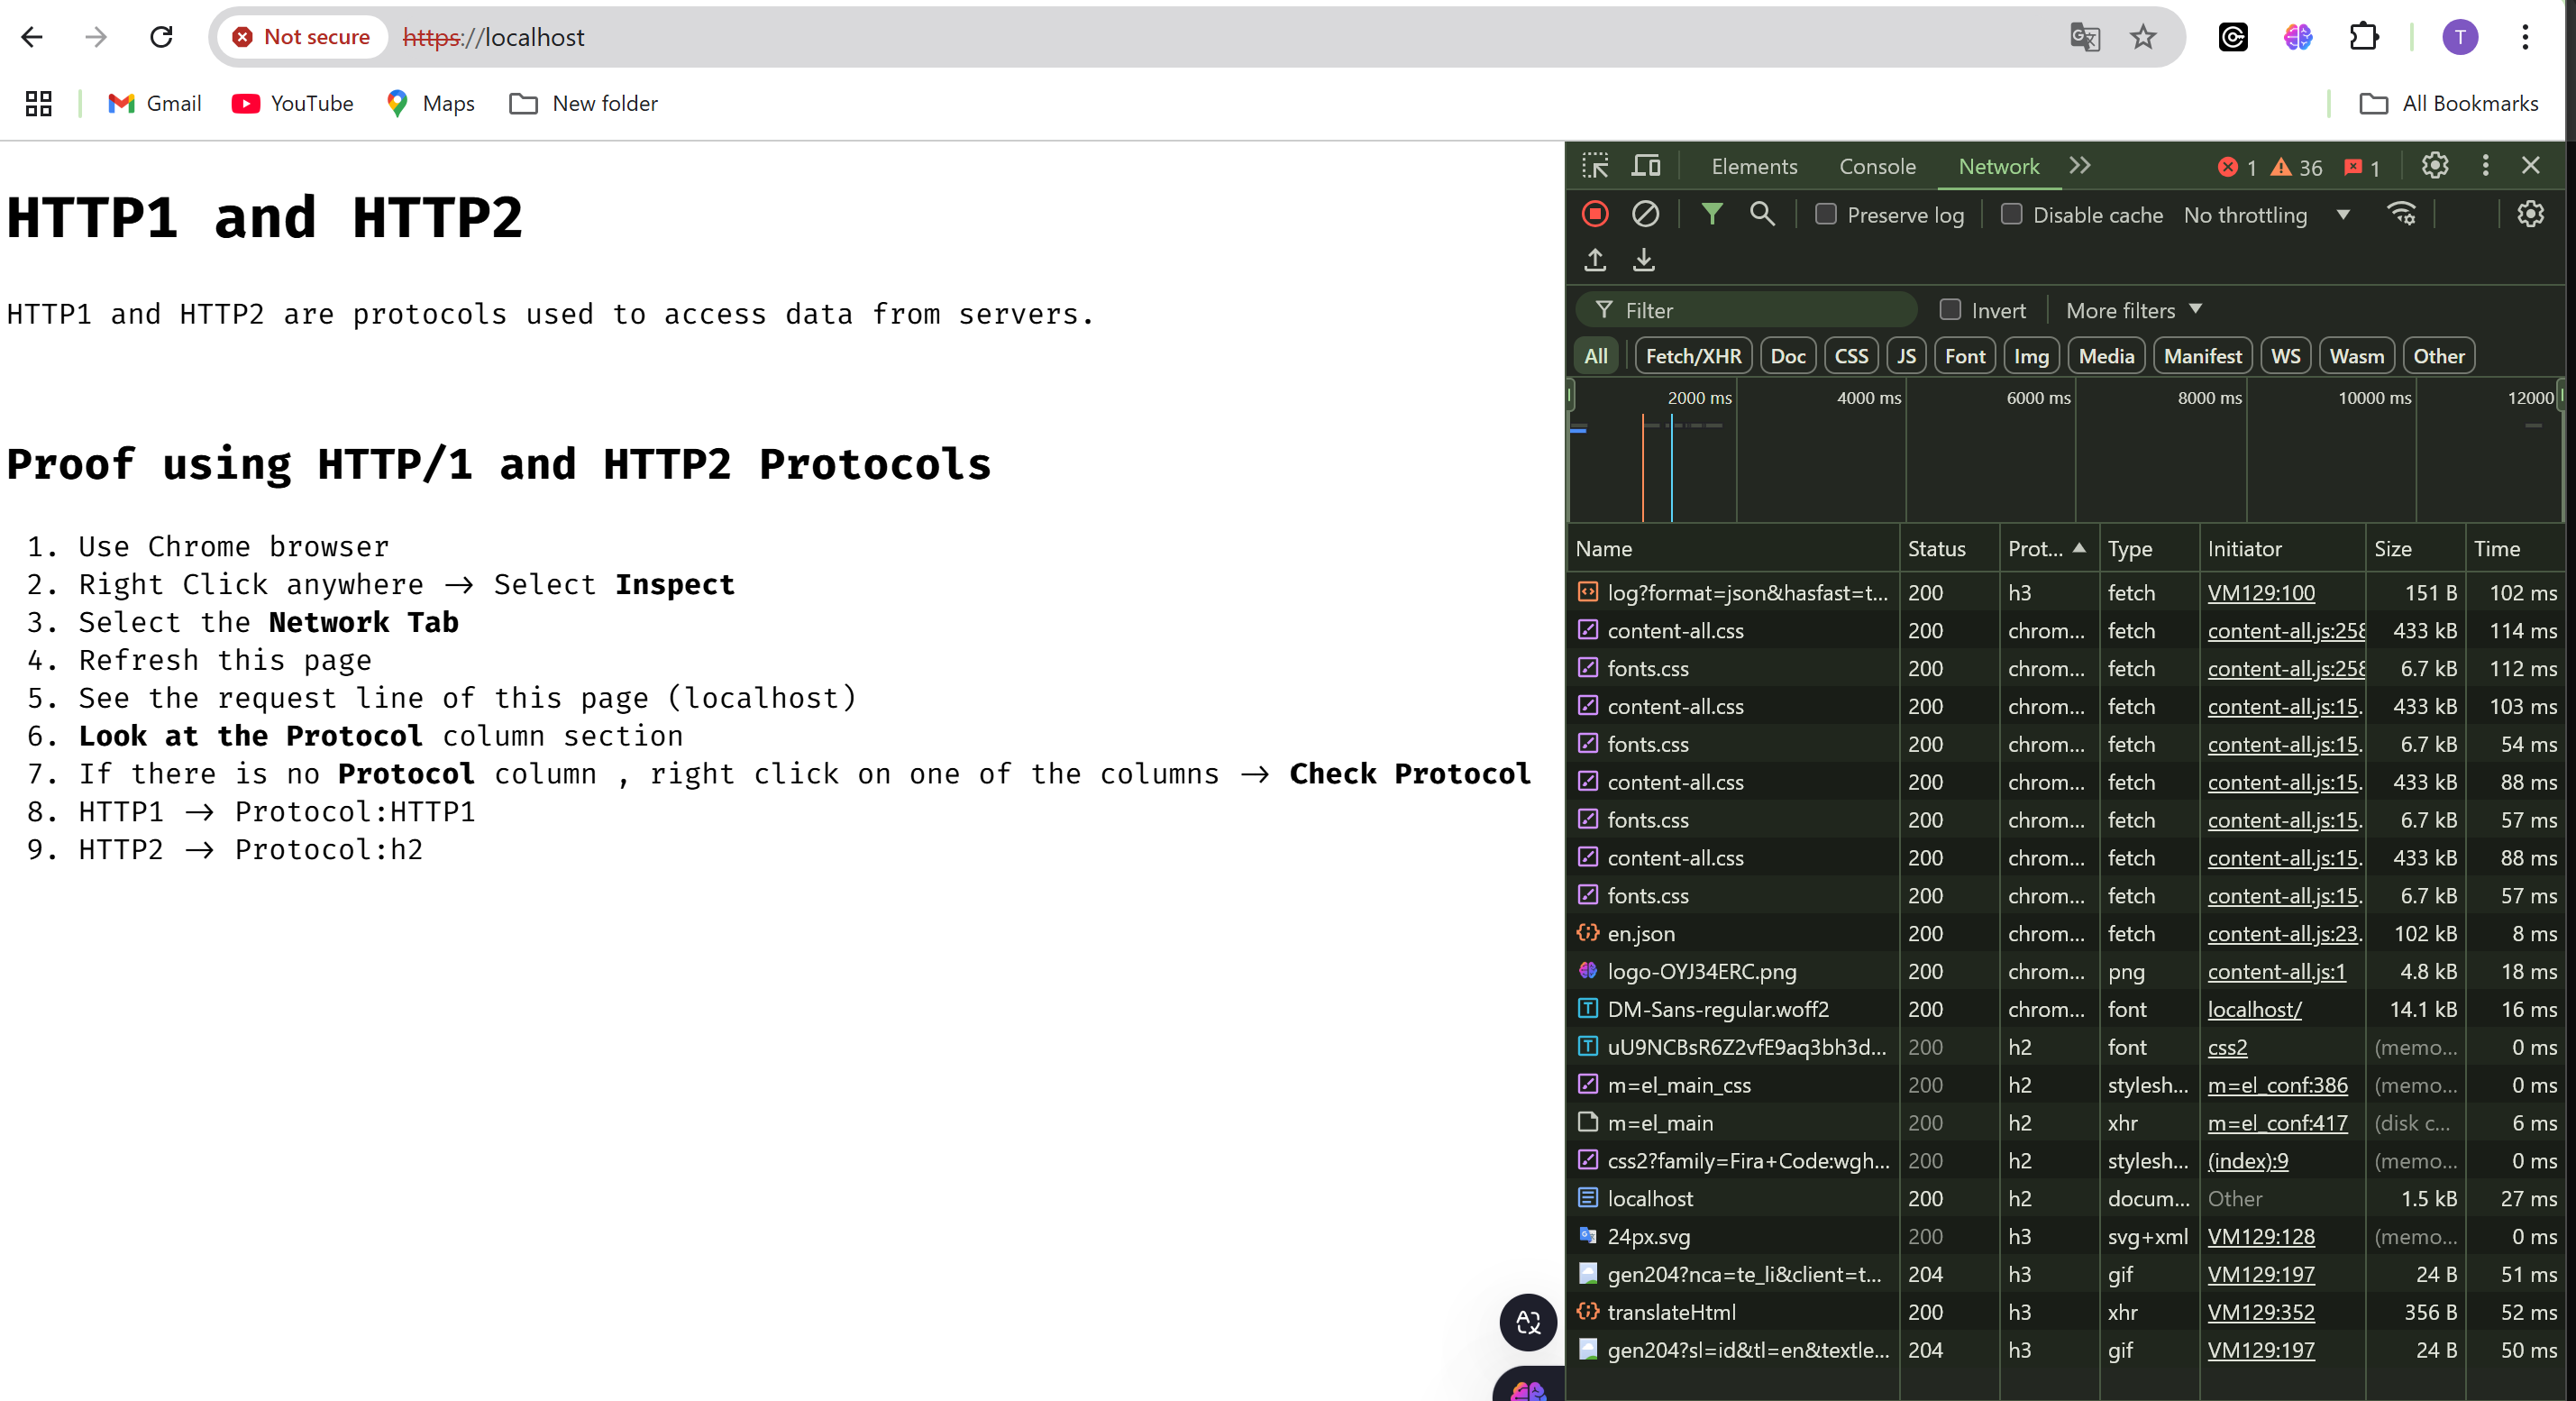 Not secure https://localhost
T
Gmail YouTube Maps New folder All Bookmarks
HTTP1 and HTTP2
HTTP1 and HTTP2 are protocols used to access data from servers.
Proof using HTTP/1 and HTTP2 Protocols
1. Use Chrome browser
2. Right Click anywhere → Select Inspect
3. Select the Network Tab
4. Refresh this page
5. See the request line of this page (localhost)
6. Look at the Protocol column section
7. If there is no Protocol column , right click on one of the columns → Check Protocol
8. HTTP1 → Protocol:HTTP1
9. HTTP2 → Protocol:h2
Elements Console Network 1 36 1
Preserve log Disable cache No throttling
Filter Invert More filters
All Fetch/XHR Doc CSS JS Font Img Media Manifest WS Wasm Other
2000 ms 4000 ms 6000 ms 8000 ms 10000 ms 12000
Name Status Prot... Type Initiator Size Time
log?format=json&hasfast=t... 200 h3 fetch VM129:100 151 B 102 ms
content-all.css 200 chrom... fetch content-all.js:258 433 kB 114 ms
fonts.css 200 chrom... fetch content-all.js:258 6.7 kB 112 ms
content-all.css 200 chrom... fetch content-all.js:15. 433 kB 103 ms
fonts.css 200 chrom... fetch content-all.js:15. 6.7 kB 54 ms
content-all.css 200 chrom... fetch content-all.js:15. 433 kB 88 ms
fonts.css 200 chrom... fetch content-all.js:15. 6.7 kB 57 ms
content-all.css 200 chrom... fetch content-all.js:15. 433 kB 88 ms
fonts.css 200 chrom... fetch content-all.js:15. 6.7 kB 57 ms
en.json 200 chrom... fetch content-all.js:23. 102 kB 8 ms
logo-OYJ34ERC.png 200 chrom... png content-all.js:1 4.8 kB 18 ms
DM-Sans-regular.woff2 200 chrom... font localhost/ 14.1 kB 16 ms
uU9NCBsR6Z2vfE9aq3bh3d... 200 h2 font css2 (memo... 0 ms
m=el_main_css 200 h2 stylesh... m=el_conf:386 (memo... 0 ms
m=el_main 200 h2 xhr m=el_conf:417 (disk c... 6 ms
css2?family=Fira+Code:wgh... 200 h2 stylesh... (index):9 (memo... 0 ms
localhost 200 h2 docum... Other 1.5 kB 27 ms
24px.svg 200 h3 svg+xml VM129:128 (memo... 0 ms
gen204?nca=te_li&client=t... 204 h3 gif VM129:197 24 B 51 ms
translateHtml 200 h3 xhr VM129:352 356 B 52 ms
gen204?sl=id&tl=en&textle... 204 h3 gif VM129:197 24 B 50 ms